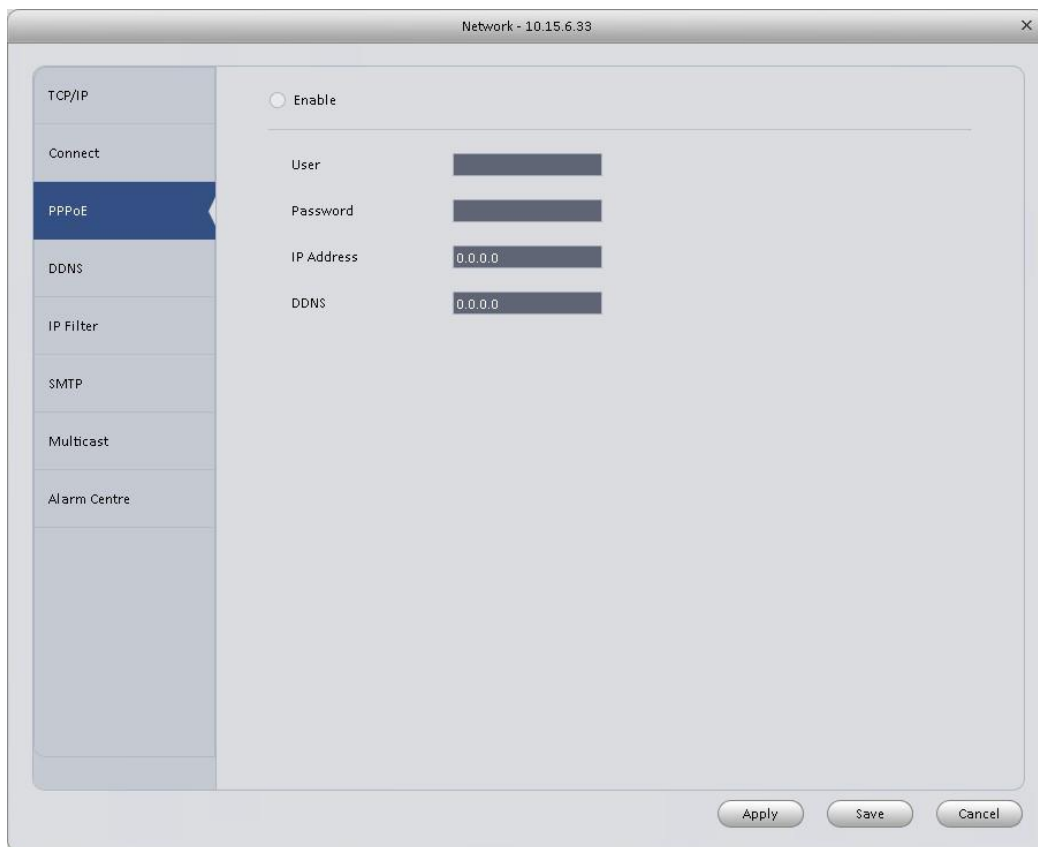 Network - 10.15.6.33
TCP/IP
Connect
PPPoE
DDNS
IP Filter
SMTP
Multicast
Alarm Centre
Enable
User
Password
IP Address 0.0.0.0
DDNS 0.0.0.0
Apply Save Cancel